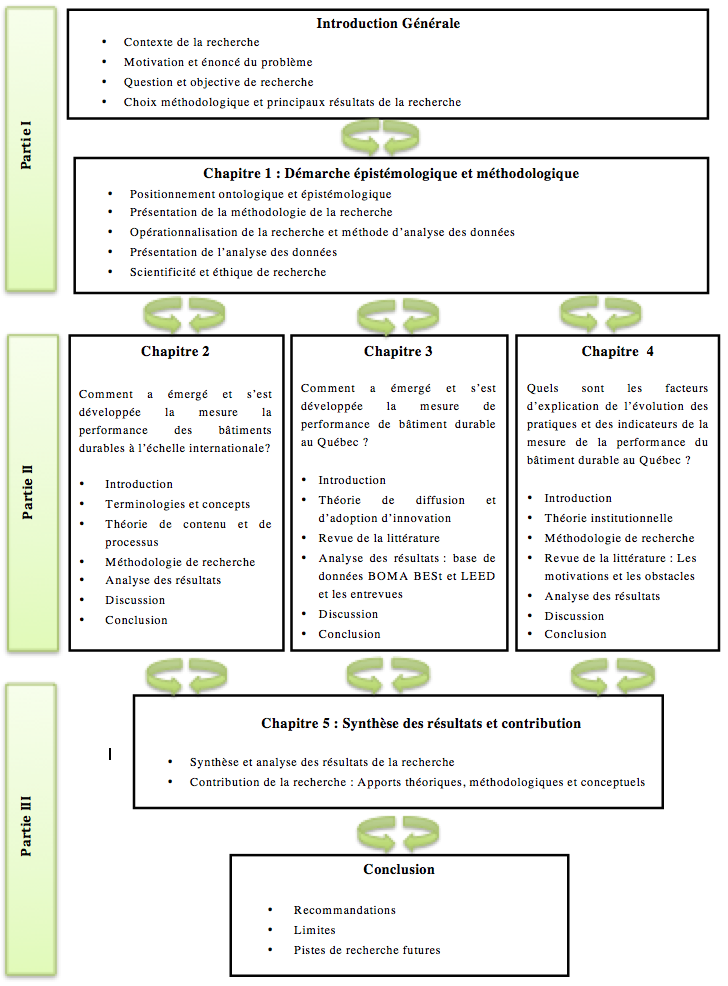 Partie I
Introduction Générale
• Contexte de la recherche
• Motivation et énoncé du problème
• Question et objective de recherche
• Choix méthodologique et principaux résultats de la recherche
Chapitre 1 : Démarche épistémologique et méthodologique
• Positionnement ontologique et épistémologique
• Présentation de la méthodologie de la recherche
• Opérationnalisation de la recherche et méthode d'analyse des données
• Présentation de l'analyse des données
• Scientificité et éthique de recherche
Partie II
Chapitre 2
Comment a émergé et s'est
développée la mesure la
performance des bâtiments
durables à l'échelle internationale?
• Introduction
• Terminologies et concepts
• Théorie de contenu et de
processus
• Méthodologie de recherche
• Analyse des résultats
• Discussion
• Conclusion
Chapitre 3
Comment a émergé et s'est
développée la mesure de
performance de bâtiment durable
au Québec ?
• Introduction
• Théorie de diffusion et
d'adoption d'innovation
• Revue de la littérature
• Analyse des résultats : base de
données BOMA BESt et LEED
et les entrevues
• Discussion
• Conclusion
Chapitre 4
Quels sont les facteurs
d'explication de l'évolution des
pratiques et des indicateurs de la
mesure de la performance du
bâtiment durable au Québec ?
• Introduction
• Théorie institutionnelle
• Méthodologie de recherche
• Revue de la littérature : Les
motivations et les obstacles
• Analyse des résultats
• Discussion
• Conclusion
Partie III
Chapitre 5 : Synthèse des résultats et contribution
• Synthèse et analyse des résultats de la recherche
• Contribution de la recherche : Apports théoriques, méthodologiques et conceptuels
Conclusion
• Recommandations
• Limites
• Pistes de recherche futures